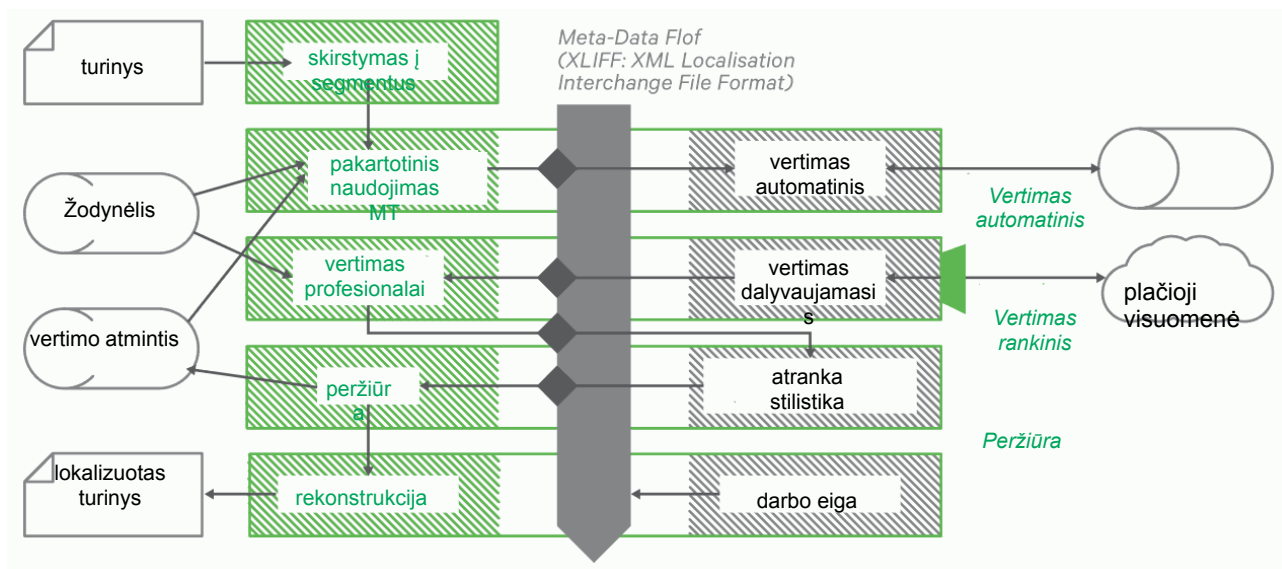 turinys
skirstymas į
segmentus
Meta-Data Flof
(XLIFF: XML Localisation
Interchange File Format)
pakartotinis
naudojimas
MT
vertimas
automatinis
Vertimas
automatinis
Žodynėlis
vertimas
profesionalai
vertimas
dalyvaujamasi
s
plačioji
visuomenė
Vertimas
rankinis
vertimo atmintis
peržiūr
a
atranka
stilistika
Peržiūra
lokalizuotas
turinys
rekonstrukcija
darbo eiga